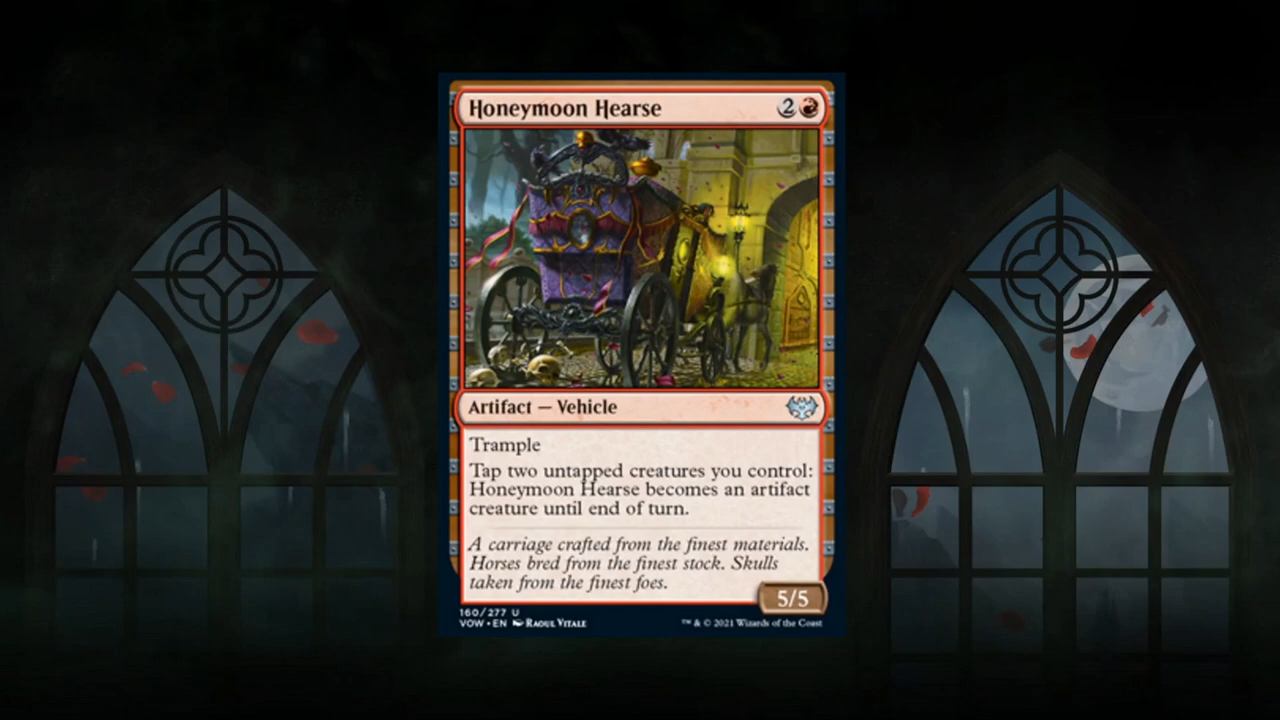 Honeymoon Hearse 2
Artifact — Vehicle
Trample
Tap two untapped creatures you control:
Honeymoon Hearse becomes an artifact
creature until end of turn.
A carriage crafted from the finest materials.
Horses bred from the finest stock. Skulls
taken from the finest foes.
5/5
160/277 U
VOW • EN Raoul Vitale
™ & © 2021 Wizards of the Coast